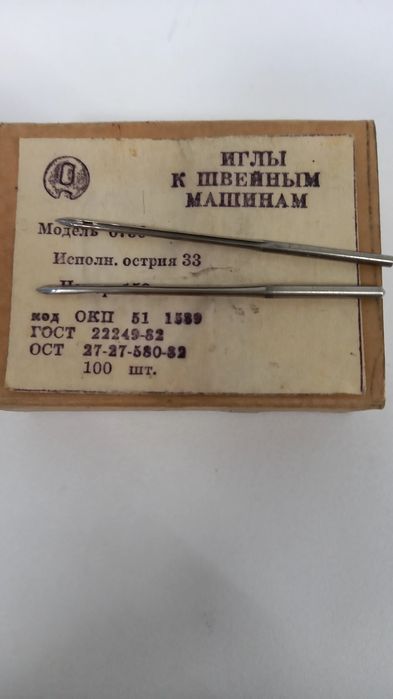 ИГЛЫ
К ШВЕЙНЫМ
МАШИНАМ
Модель
Исполн. острия 33
код ОКП 51 1589
ГОСТ 22249-82
ОСТ 27-27-580-82
100 шт.